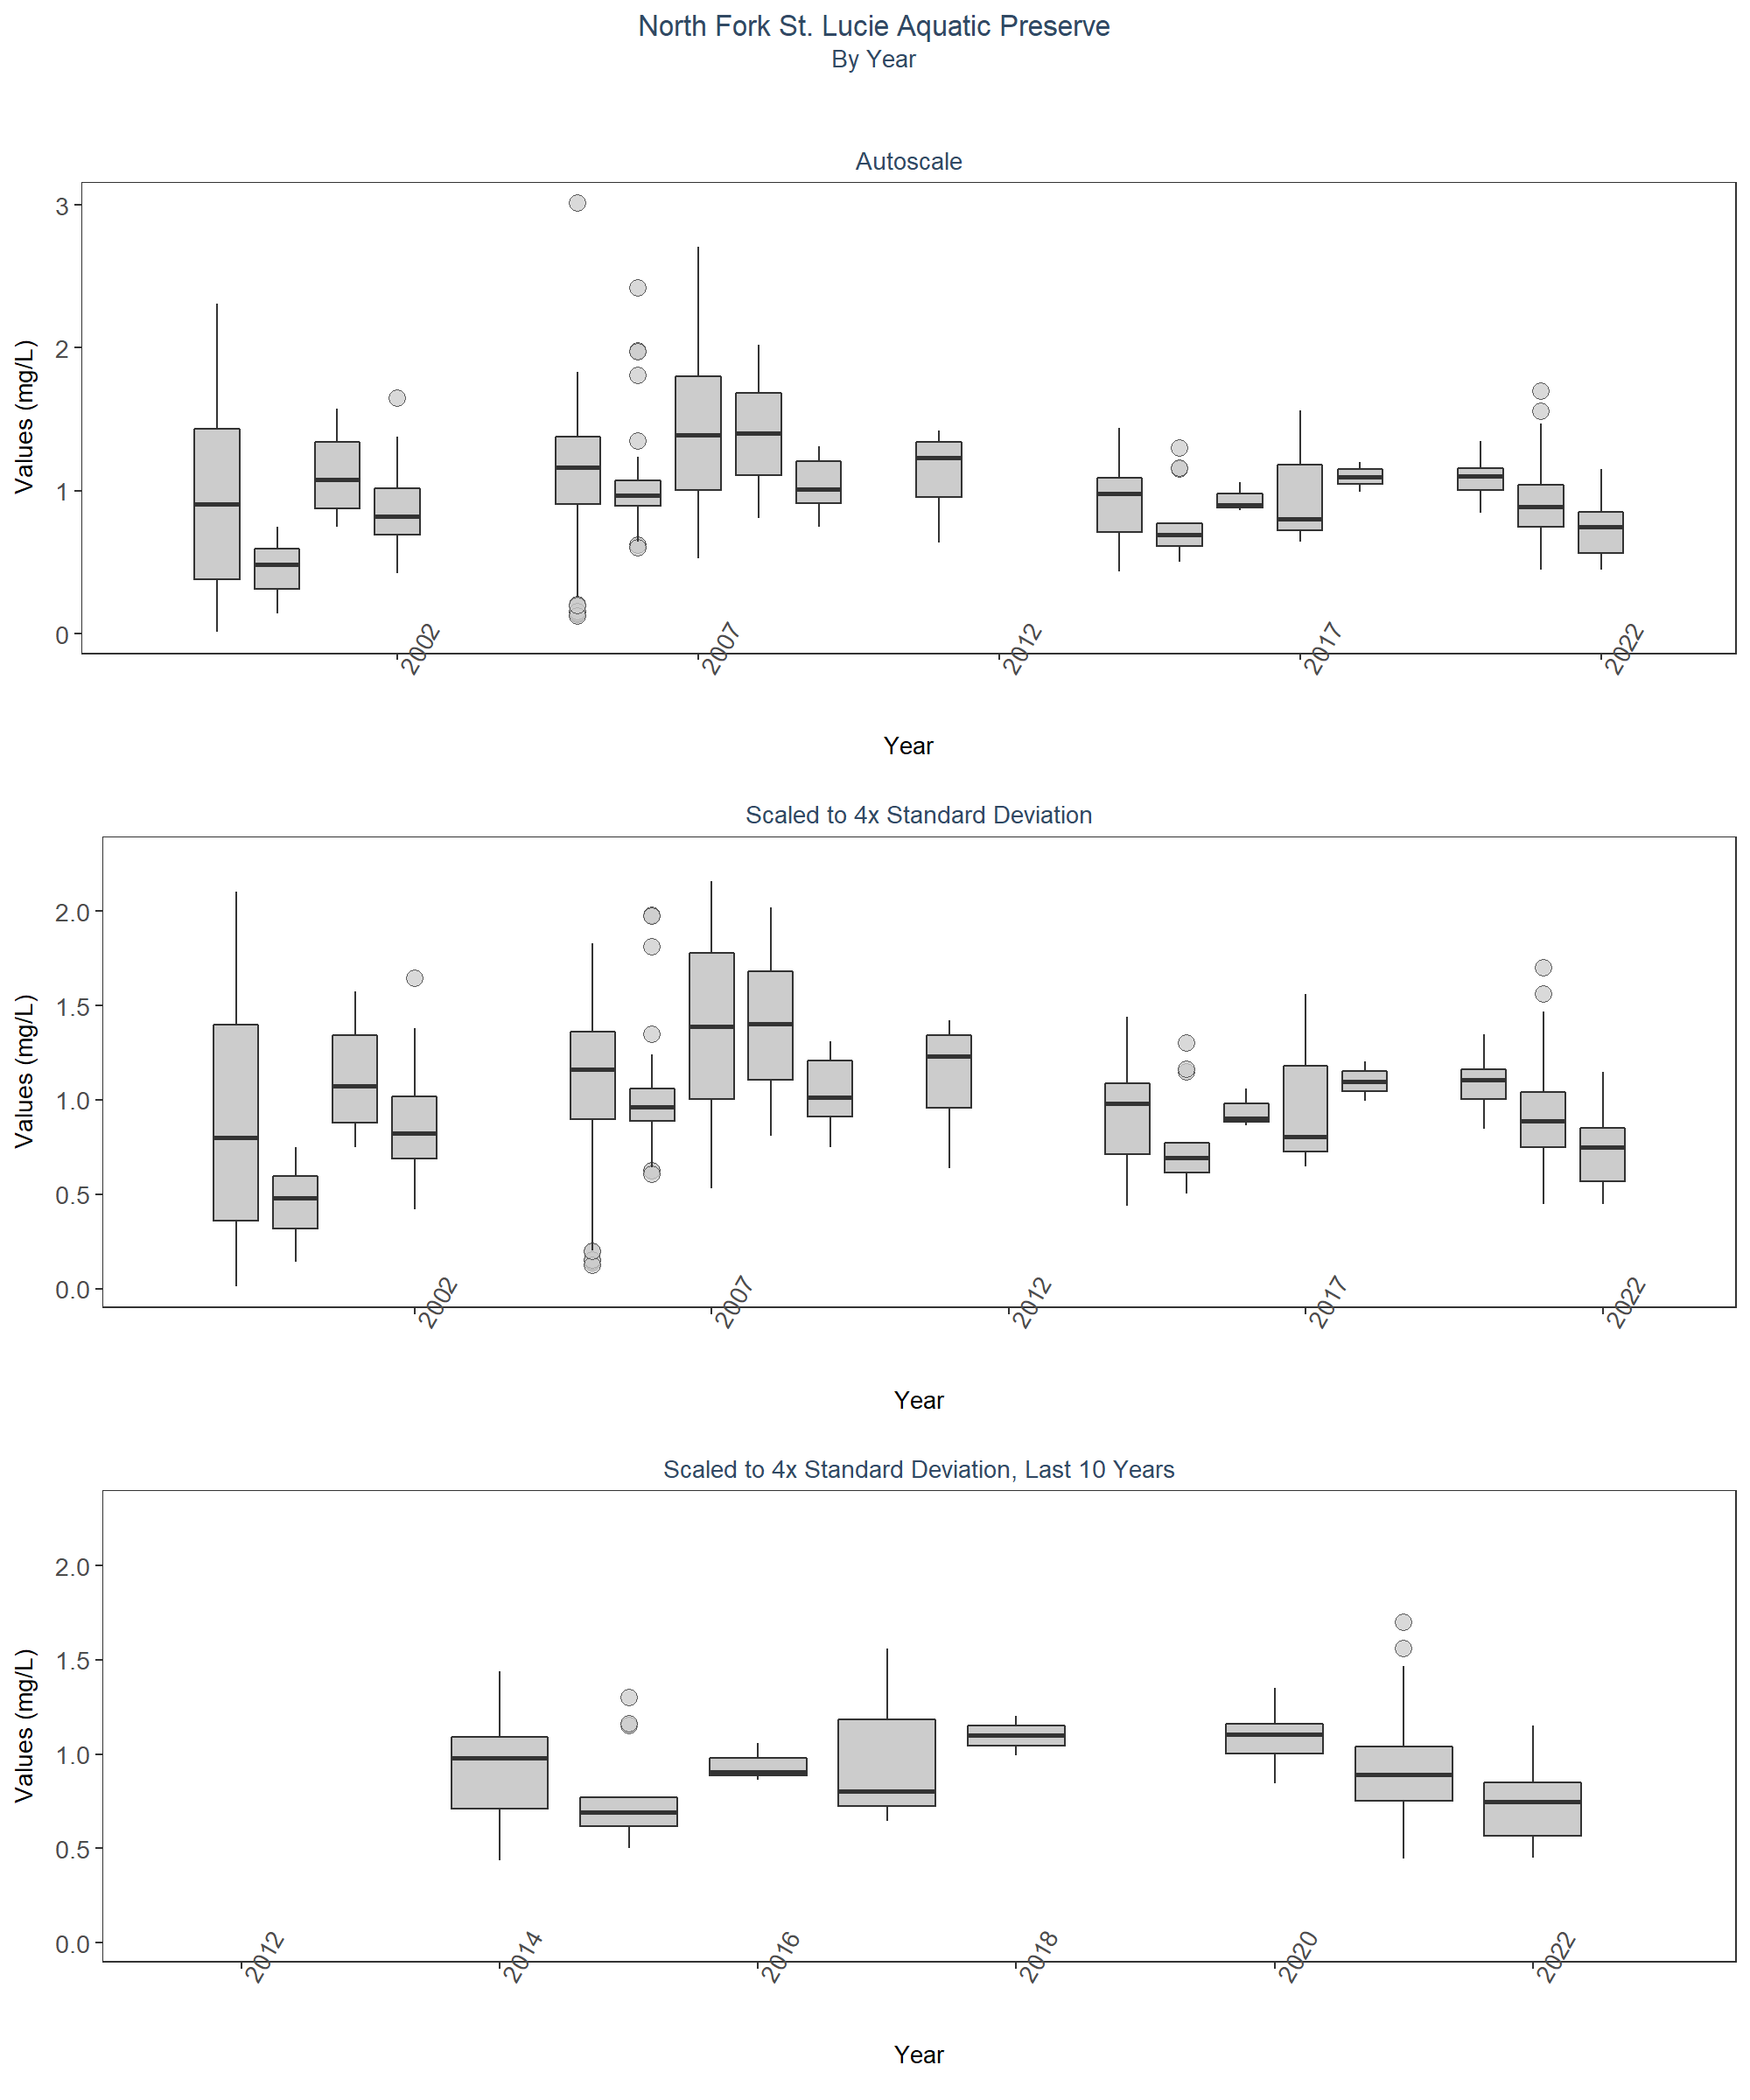 North Fork St. Lucie Aquatic Preserve
By Year
Autoscale
Values (mg/L)
3
2
1
0
2002
2007
2012
2017
2022
Year
Scaled to 4x Standard Deviation
Values (mg/L)
2.0
1.5
1.0
0.5
0.0
2002
2007
2012
2017
2022
Year
Scaled to 4x Standard Deviation, Last 10 Years
Values (mg/L)
2.0
1.5
1.0
0.5
0.0
2012
2014
2016
2018
2020
2022
Year